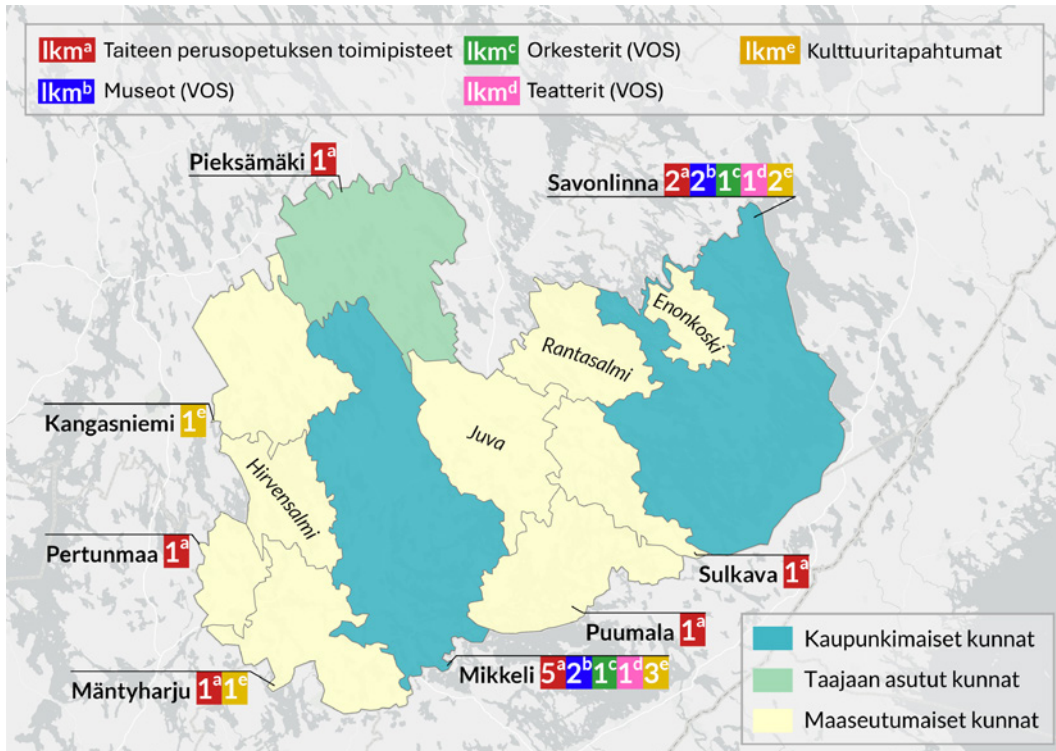 lkmᵃ Taiteen perusopetuksen toimipisteet lkmᶜ Orkesterit (VOS) lkmᵉ Kulttuuritapahtumat
lkmᵇ Museot (VOS) lkmᵈ Teatterit (VOS)
Pieksämäki 1ᵃ
Savonlinna 2ᵃ 2ᵇ 1ᶜ 1ᵈ 2ᵉ
Enonkoski
Rantasalmi
Kangasniemi 1ᵉ
Juva
Hirvensalmi
Pertunmaa 1ᵃ
Sulkava 1ᵃ
Puumala 1ᵃ
Mikkeli 5ᵃ 2ᵇ 1ᶜ 1ᵈ 3ᵉ
Mäntyharju 1ᵃ 1ᵉ
Kaupunkimaiset kunnat
Taajaan asutut kunnat
Maaseutumaiset kunnat